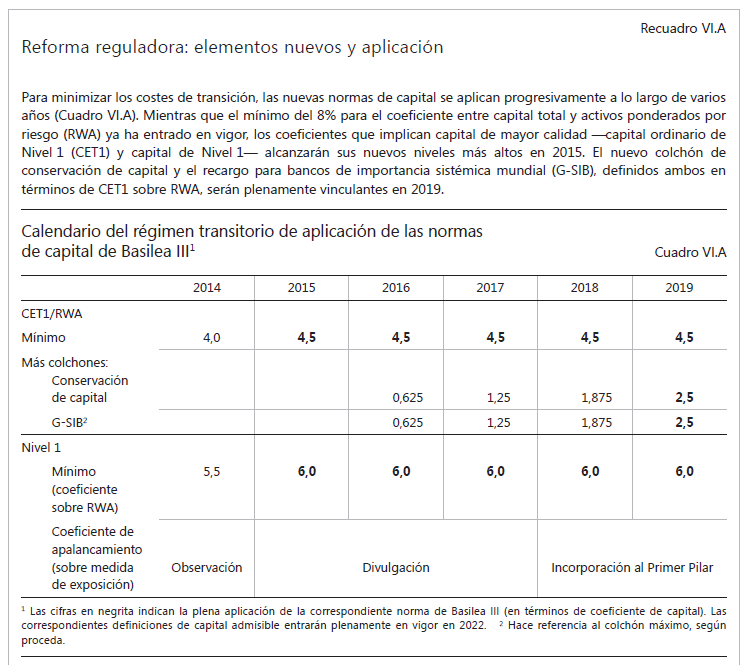 Recuadro VI.A
Reforma reguladora: elementos nuevos y aplicación
Para minimizar los costes de transición, las nuevas normas de capital se aplican progresivamente a lo largo de varios
años (Cuadro VI.A). Mientras que el mínimo del 8% para el coeficiente entre capital total y activos ponderados por
riesgo (RWA) ya ha entrado en vigor, los coeficientes que implican capital de mayor calidad —capital ordinario de
Nivel 1 (CET1) y capital de Nivel 1— alcanzarán sus nuevos niveles más altos en 2015. El nuevo colchón de
conservación de capital y el recargo para bancos de importancia sistémica mundial (G-SIB), definidos ambos en
términos de CET1 sobre RWA, serán plenamente vinculantes en 2019.
Calendario del régimen transitorio de aplicación de las normas
de capital de Basilea III¹ Cuadro VI.A
2014 2015 2016 2017 2018 2019
CET1/RWA
Mínimo 4,0 4,5 4,5 4,5 4,5 4,5
Más colchones:
Conservación
de capital 0,625 1,25 1,875 2,5
G-SIB² 0,625 1,25 1,875 2,5
Nivel 1
Mínimo 5,5 6,0 6,0 6,0 6,0 6,0
(coeficiente
sobre RWA)
Coeficiente de
apalancamiento
(sobre medida Observación Divulgación Incorporación al Primer Pilar
de exposición)
¹ Las cifras en negrita indican la plena aplicación de la correspondiente norma de Basilea III (en términos de coeficiente de capital). Las
correspondientes definiciones de capital admisible entrarán plenamente en vigor en 2022. ² Hace referencia al colchón máximo, según
proceda.